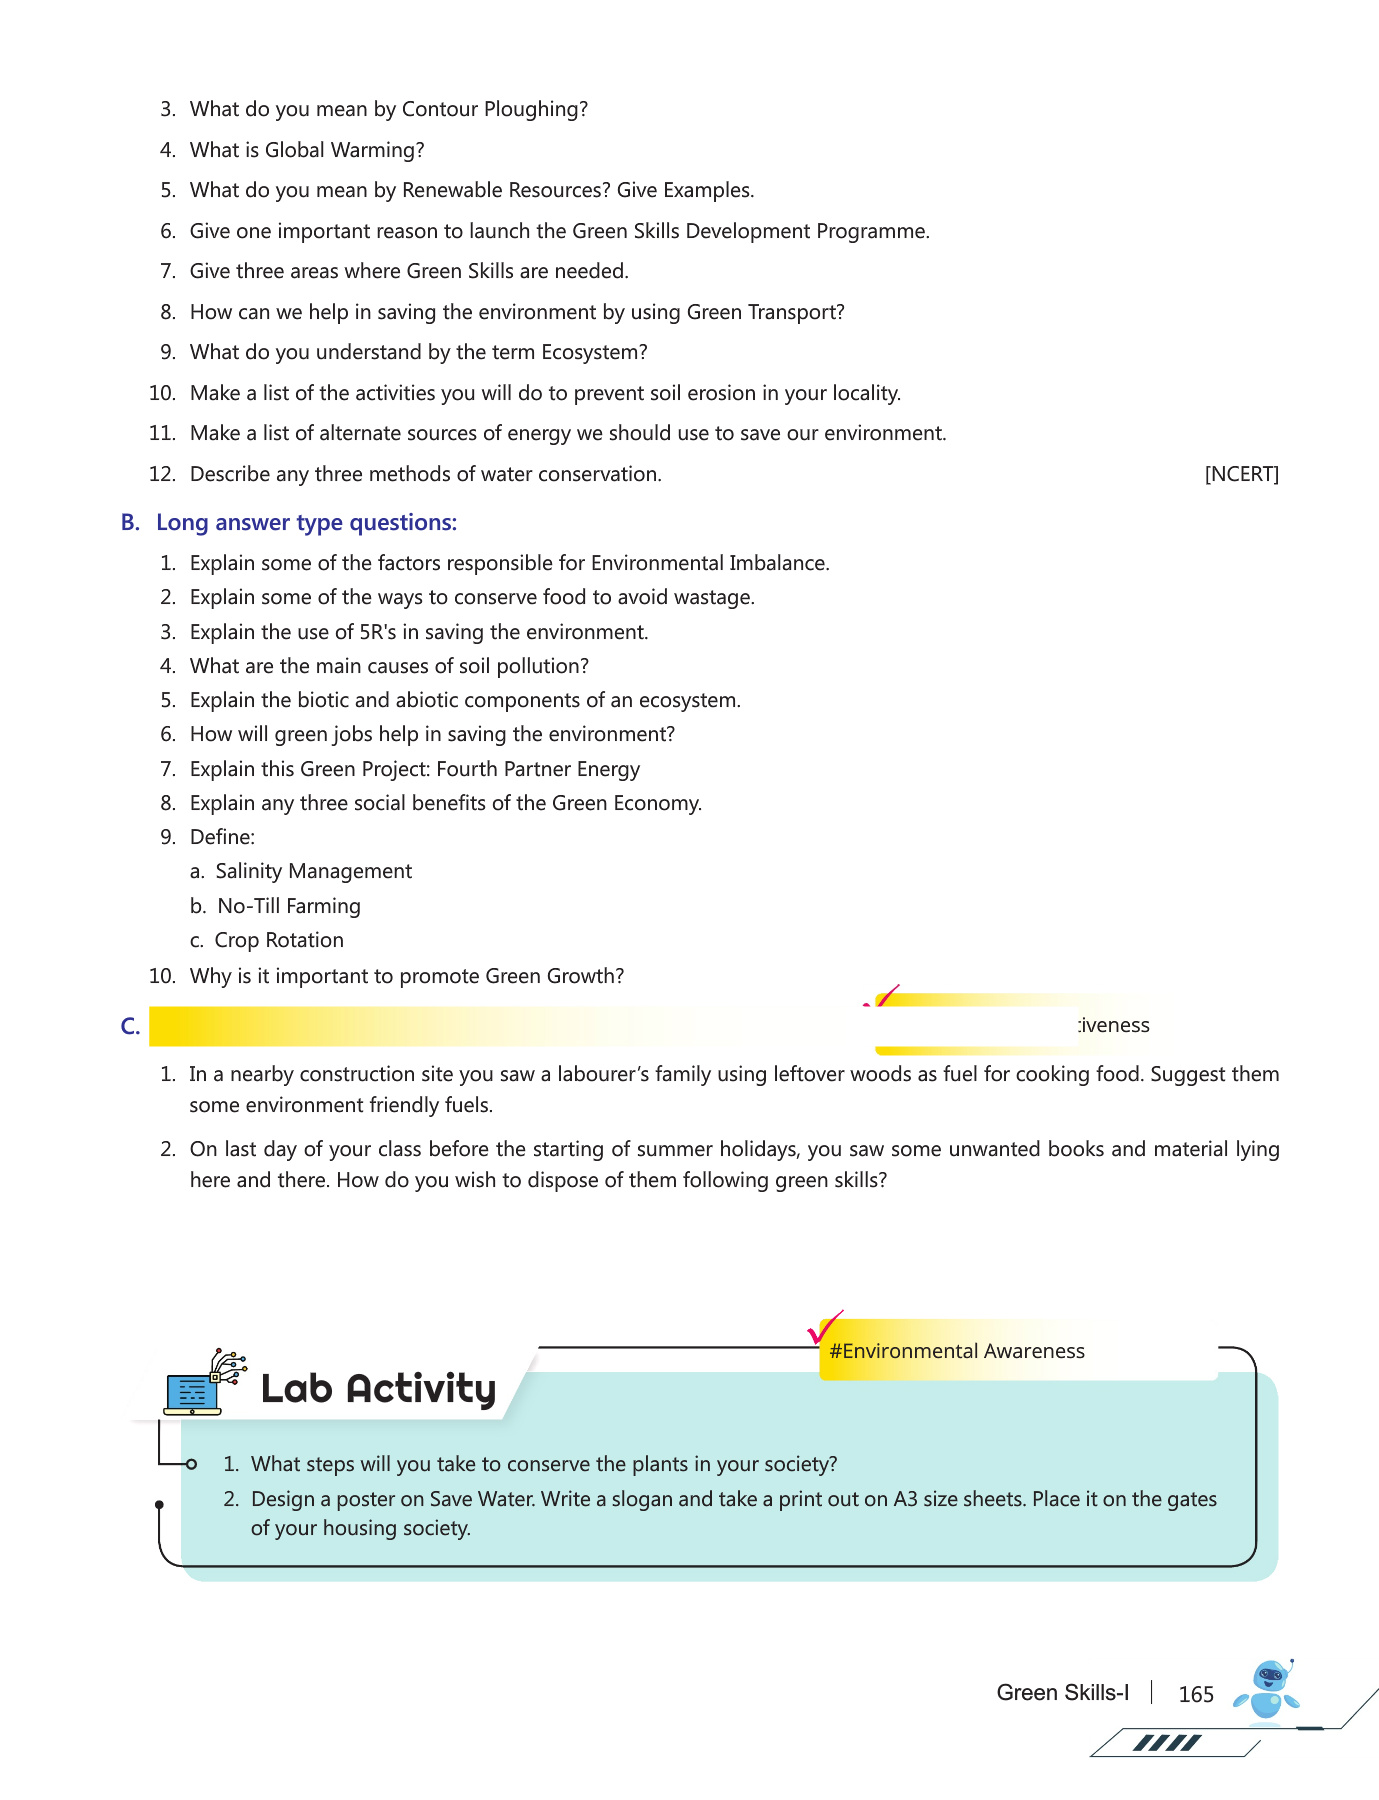 3. What do you mean by Contour Ploughing?
4. What is Global Warming?
5. What do you mean by Renewable Resources? Give Examples.
6. Give one important reason to launch the Green Skills Development Programme.
7. Give three areas where Green Skills are needed.
8. How can we help in saving the environment by using Green Transport?
9. What do you understand by the term Ecosystem?
10. Make a list of the activities you will do to prevent soil erosion in your locality.
11. Make a list of alternate sources of energy we should use to save our environment.
12. Describe any three methods of water conservation. [NCERT]
B. Long answer type questions:
1. Explain some of the factors responsible for Environmental Imbalance.
2. Explain some of the ways to conserve food to avoid wastage.
3. Explain the use of 5R's in saving the environment.
4. What are the main causes of soil pollution?
5. Explain the biotic and abiotic components of an ecosystem.
6. How will green jobs help in saving the environment?
7. Explain this Green Project: Fourth Partner Energy
8. Explain any three social benefits of the Green Economy.
9. Define:
a. Salinity Management
b. No-Till Farming
c. Crop Rotation
10. Why is it important to promote Green Growth?
C.
1. In a nearby construction site you saw a labourer’s family using leftover woods as fuel for cooking food. Suggest them
some environment friendly fuels.
2. On last day of your class before the starting of summer holidays, you saw some unwanted books and material lying
here and there. How do you wish to dispose of them following green skills?
#Environmental Awareness
Lab Activity
1. What steps will you take to conserve the plants in your society?
2. Design a poster on Save Water. Write a slogan and take a print out on A3 size sheets. Place it on the gates
of your housing society.
Green Skills-I 165